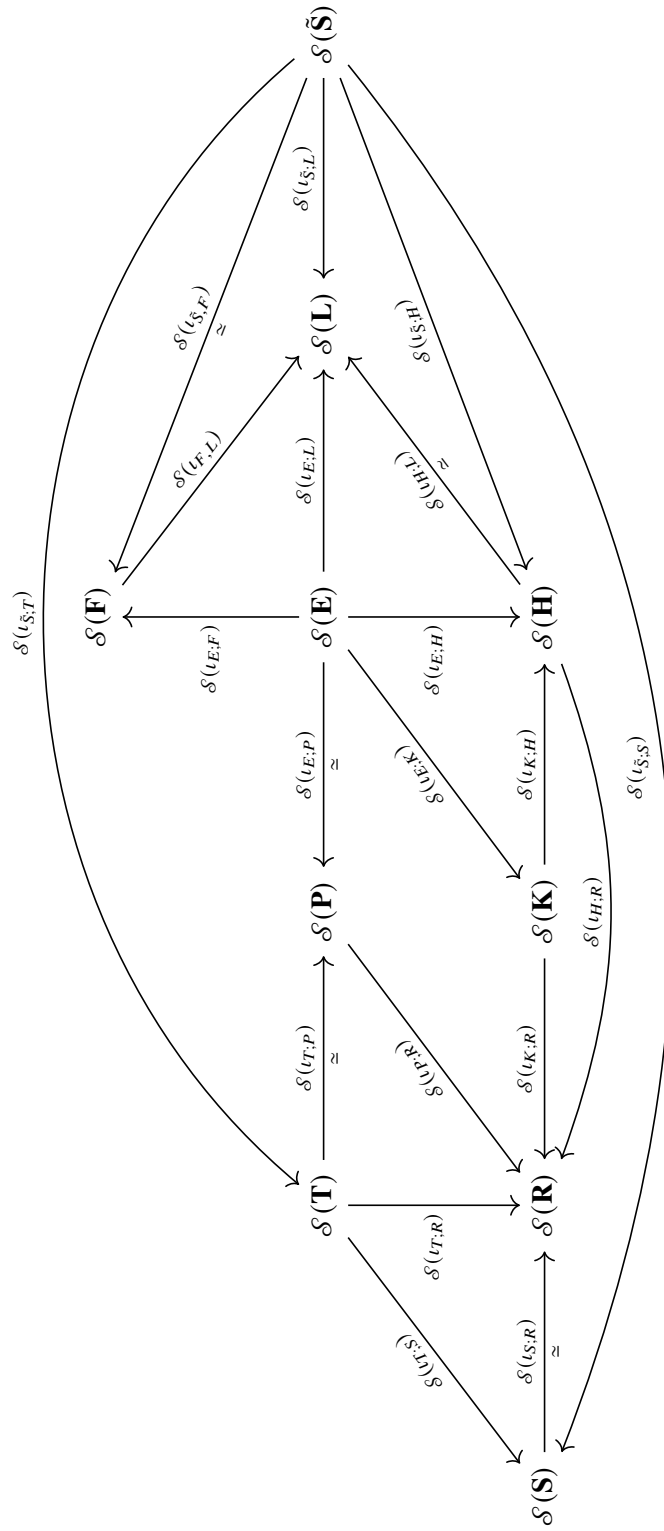 𝒮(ι_{S̃;T})
𝒮(𝐅)
𝒮(ι_{E;F})
𝒮(ι_{F,L})
𝒮(ι_{S̃,F})
≃
𝒮(ι_{T;P})
𝒮(ι_{E;P})
𝒮(ι_{E;L})
𝒮(ι_{S̃;L})
𝒮(𝐓)
𝒮(𝐏)
𝒮(𝐄)
𝒮(𝐋)
𝒮(𝐒̃)
≃
≃
𝒮(ι_{T;S})
𝒮(ι_{T;R})
𝒮(ι_{P;R})
𝒮(ι_{E;K})
𝒮(ι_{E;H})
𝒮(ι_{H;L})
≃
𝒮(ι_{S̃;H})
𝒮(ι_{S;R})
𝒮(ι_{K;R})
𝒮(ι_{K;H})
𝒮(𝐒)
𝒮(𝐑)
𝒮(𝐊)
𝒮(𝐇)
≃
𝒮(ι_{H;R})
𝒮(ι_{S̃;S})